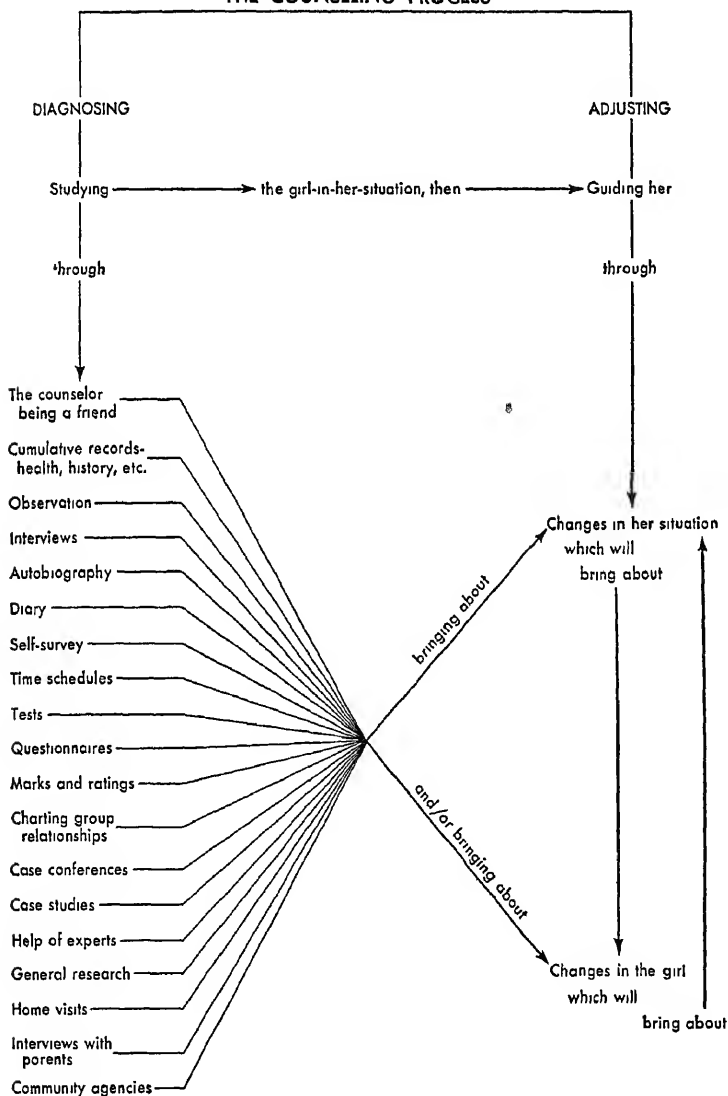 THE COUNSELLING PROCESS
DIAGNOSING
ADJUSTING
Studying
the girl-in-her-situation, then
Guiding her
through
through
The counselor
being a friend
Cumulative records-
health, history, etc.
Observation
Interviews
Autobiography
Diary
Self-survey
Time schedules
Tests
Questionnaires
Marks and ratings
Charting group
relationships
Case conferences
Case studies
Help of experts
General research
Home visits
Interviews with
parents
Community agencies
bringing about
and/or bringing about
Changes in her situation
which will
bring about
Changes in the girl
which will
bring about